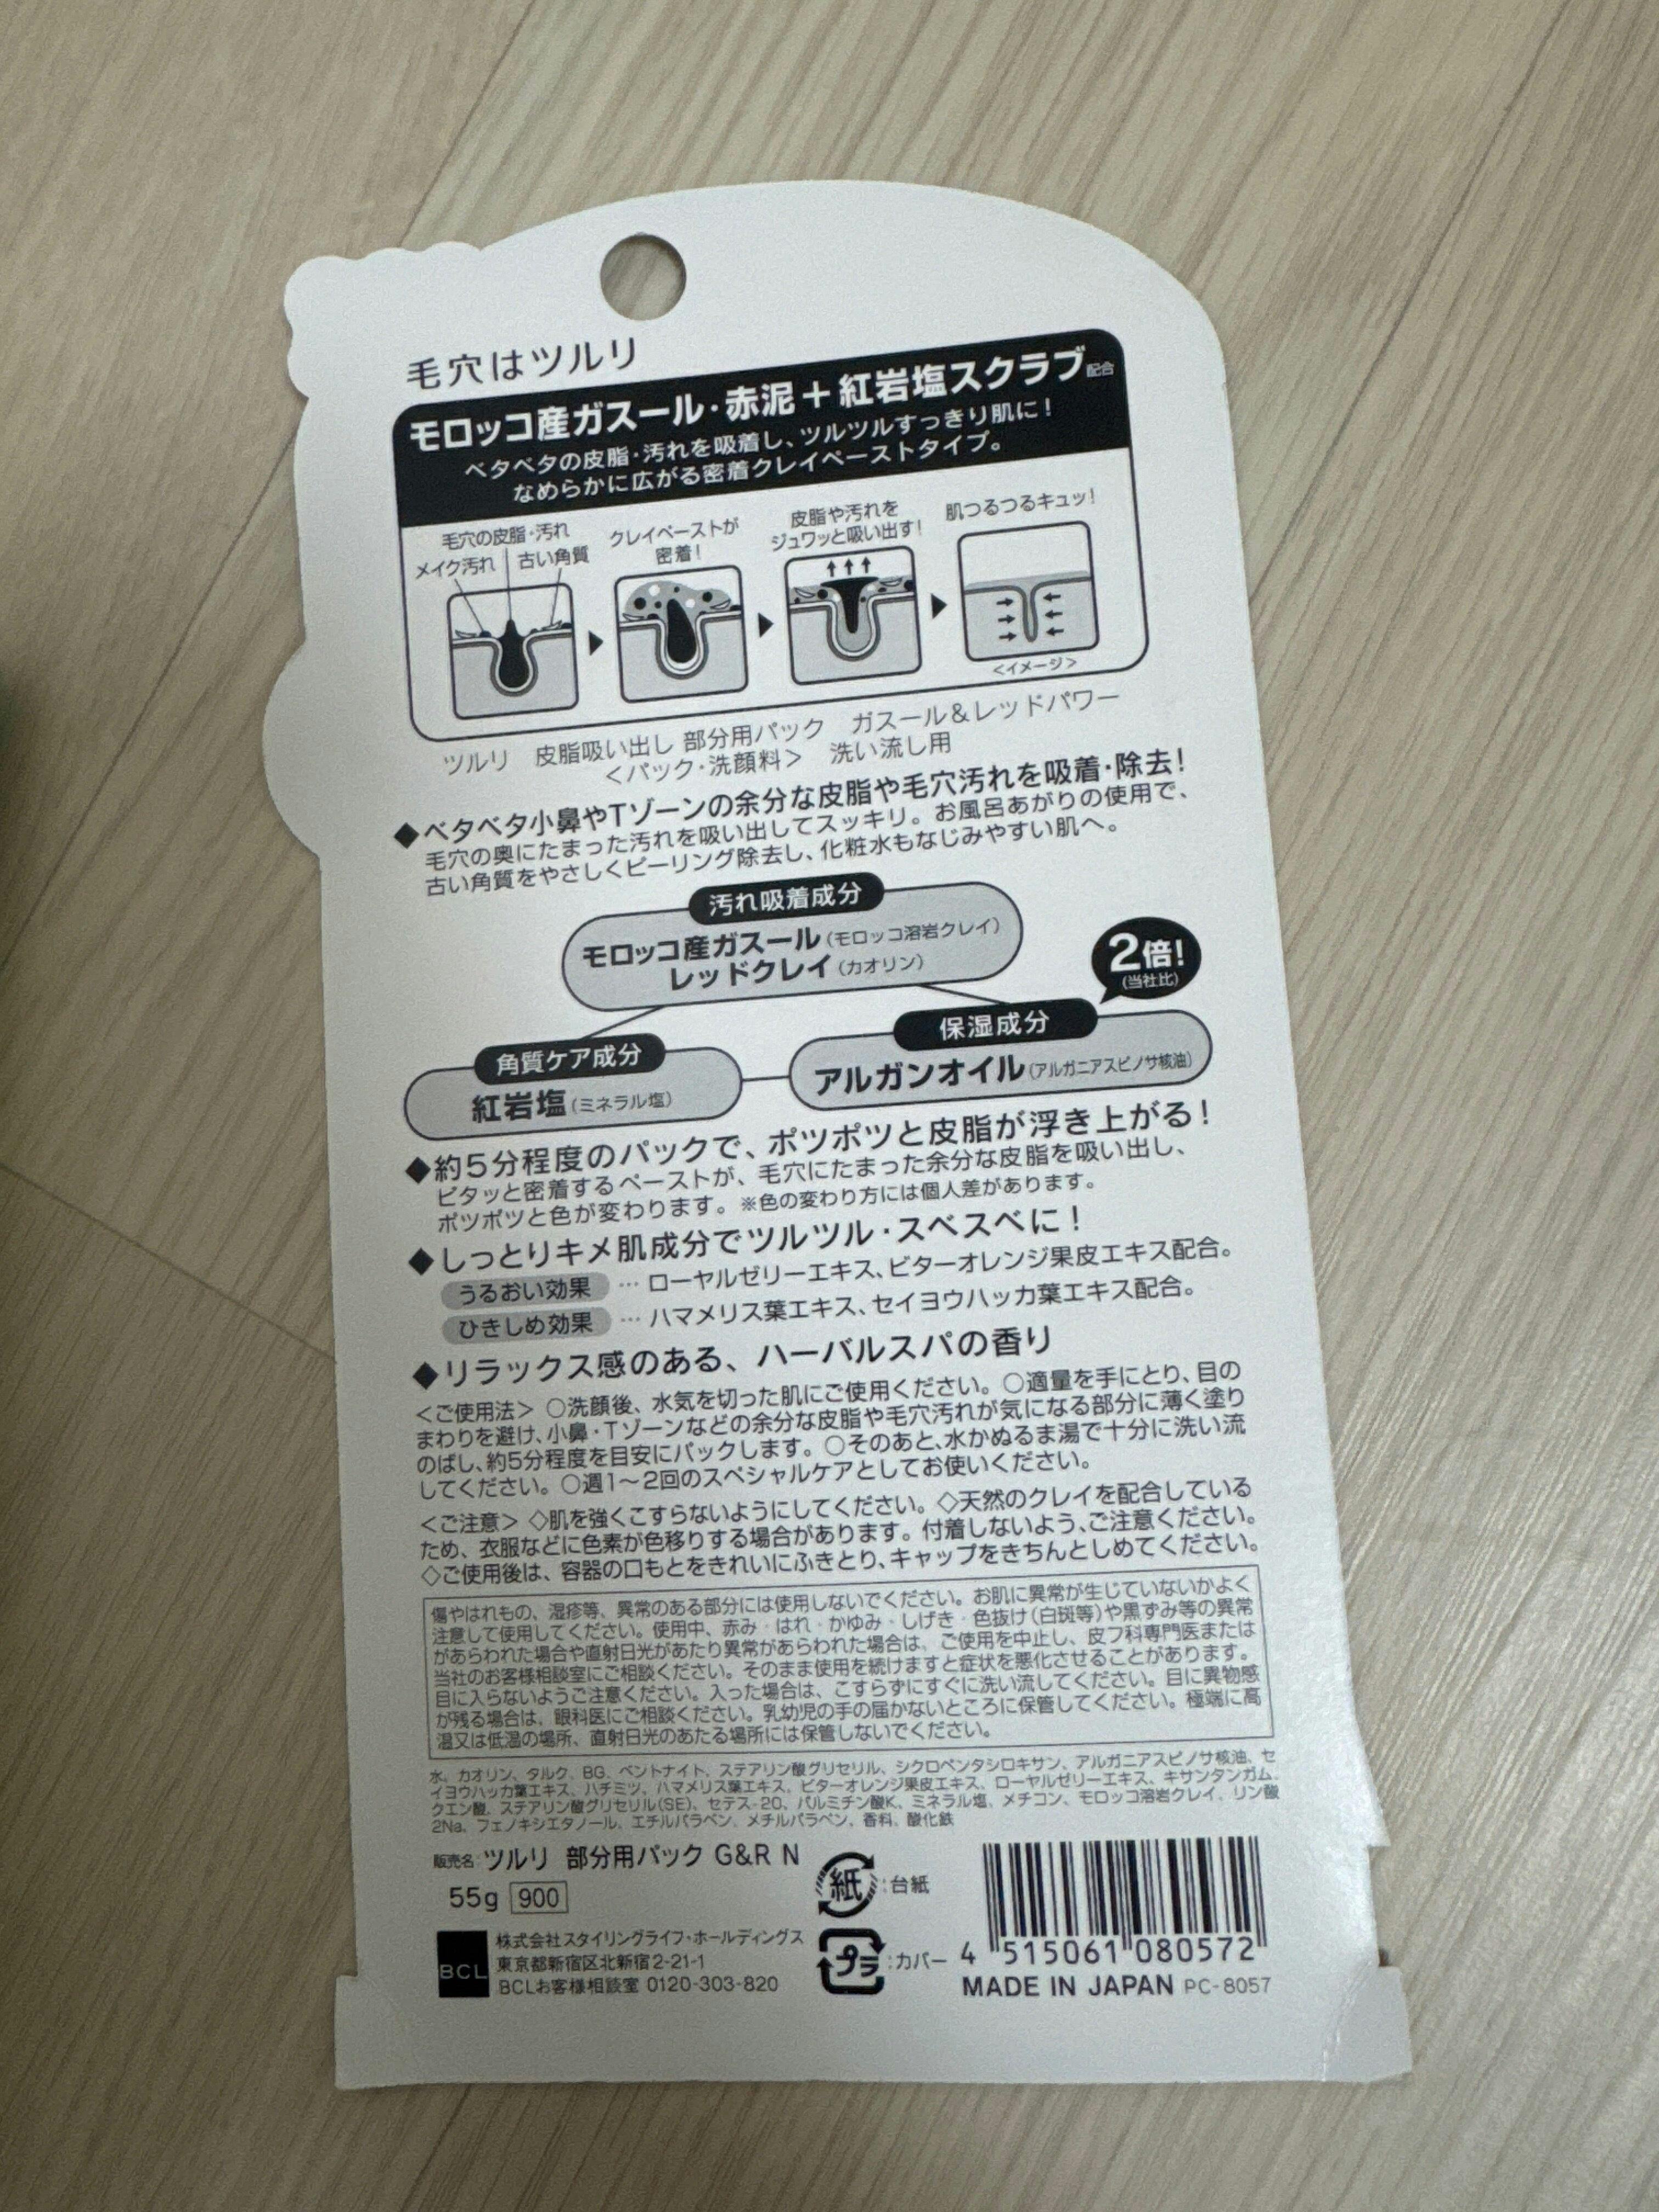 毛穴はツルリ
モロッコ産ガスール・赤泥+紅岩塩スクラブ配合
ベタベタの皮脂・汚れを吸着し、ツルツルすっきり肌に!
なめらかに広がる密着クレイペーストタイプ。
毛穴の皮脂・汚れ
メイク汚れ 古い角質
クレイペーストが
密着!
皮脂や汚れを
ジュワッと吸い出す!
肌つるつるキュッ!
<イメージ>
ツルリ 皮脂吸い出し 部分用パック ガスール&レッドパワー
<パック・洗顔料> 洗い流し用
◆ベタベタ小鼻やTゾーンの余分な皮脂や毛穴汚れを吸着・除去!
毛穴の奥にたまった汚れを吸い出してスッキリ。お風呂あがりの使用で、
古い角質をやさしくピーリング除去し、化粧水もなじみやすい肌へ。
汚れ吸着成分
モロッコ産ガスール(モロッコ溶岩クレイ)
レッドクレイ(カオリン)
2倍!
(当社比)
角質ケア成分
紅岩塩(ミネラル塩)
保湿成分
アルガンオイル(アルガニアスピノサ核油)
◆約5分程度のパックで、ポツポツと皮脂が浮き上がる!
ピタッと密着するペーストが、毛穴にたまった余分な皮脂を吸い出し、
ポツポツと色が変わります。※色の変わり方には個人差があります。
◆しっとりキメ肌成分でツルツル・スベスベに!
うるおい効果 … ローヤルゼリーエキス、ビターオレンジ果皮エキス配合。
ひきしめ効果 … ハマメリス葉エキス、セイヨウハッカ葉エキス配合。
◆リラックス感のある、ハーバルスパの香り
<ご使用法> ○洗顔後、水気を切った肌にご使用ください。○適量を手にとり、目の
まわりを避け、小鼻・Tゾーンなどの余分な皮脂や毛穴汚れが気になる部分に薄く塗り
のばし、約5分程度を目安にパックします。○そのあと、水かぬるま湯で十分に洗い流
してください。○週1〜2回のスペシャルケアとしてお使いください。
<ご注意> ◇肌を強くこすらないようにしてください。◇天然のクレイを配合している
ため、衣服などに色素が色移りする場合があります。付着しないよう、ご注意ください。
◇ご使用後は、容器の口もとをきれいにふきとり、キャップをきちんとしめてください。
傷やはれもの、湿疹等、異常のある部分には使用しないでください。お肌に異常が生じていないかよく
注意して使用してください。使用中、赤み・はれ・かゆみ・しげき・色抜け(白斑等)や黒ずみ等の異常
があらわれた場合や直射日光があたり異常があらわれた場合は、ご使用を中止し、皮フ科専門医または
当社のお客様相談室にご相談ください。そのまま使用を続けますと症状を悪化させることがあります。
目に入らないようご注意ください。入った場合は、こすらずにすぐに洗い流してください。目に異物感
が残る場合は、眼科医にご相談ください。乳幼児の手の届かないところに保管してください。極端に高
温又は低温の場所、直射日光のあたる場所には保管しないでください。
水、カオリン、タルク、BG、ベントナイト、ステアリン酸グリセリル、シクロペンタシロキサン、アルガニアスピノサ核油、セ
イヨウハッカ葉エキス、ハチミツ、ハマメリス葉エキス、ビターオレンジ果皮エキス、ローヤルゼリーエキス、キサンタンガム、
クエン酸、ステアリン酸グリセリル(SE)、セテス-20、パルミチン酸K、ミネラル塩、メチコン、モロッコ溶岩クレイ、リン酸
2Na、フェノキシエタノール、エチルパラベン、メチルパラベン、香料、酸化鉄
販売名:ツルリ 部分用パック G&R N
55g 900
紙:台紙
プラ:カバー
BCL
株式会社スタイリングライフ・ホールディングス
東京都新宿区北新宿2-21-1
BCLお客様相談室 0120-303-820
4 515061 080572
MADE IN JAPAN PC-8057